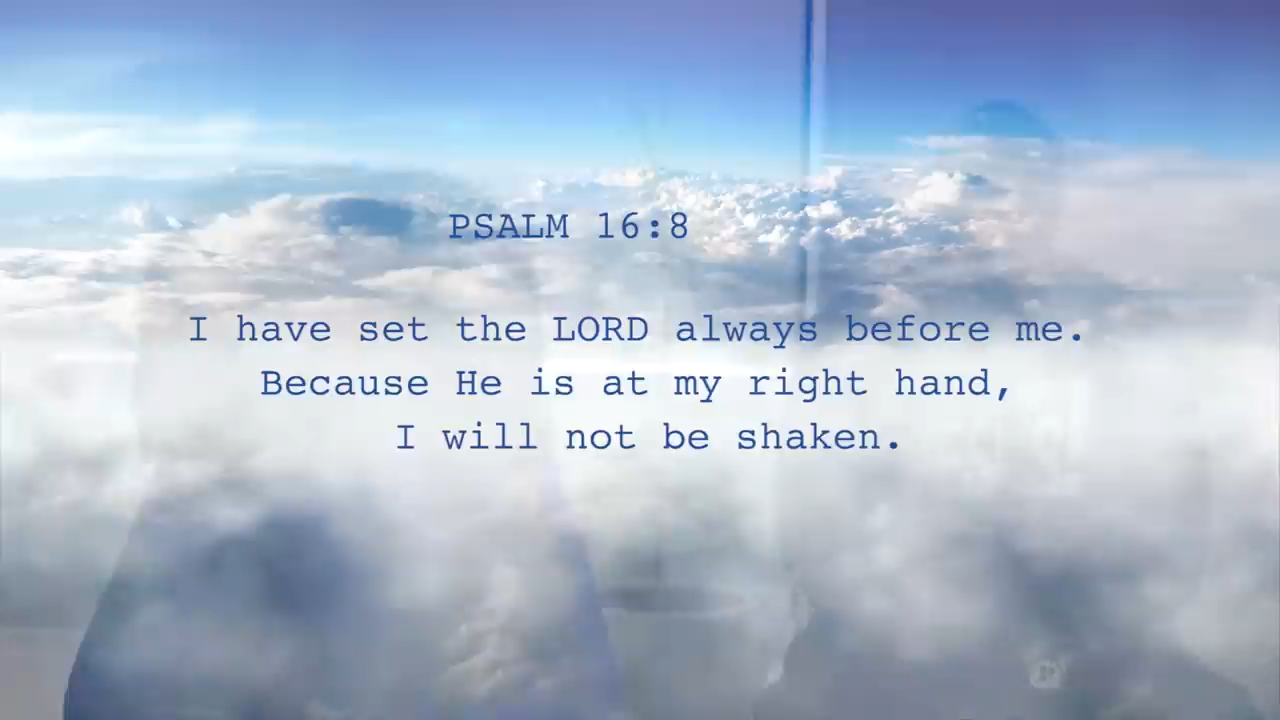 PSALM 16:8
I have set the LORD always before me.
Because He is at my right hand,
I will not be shaken.